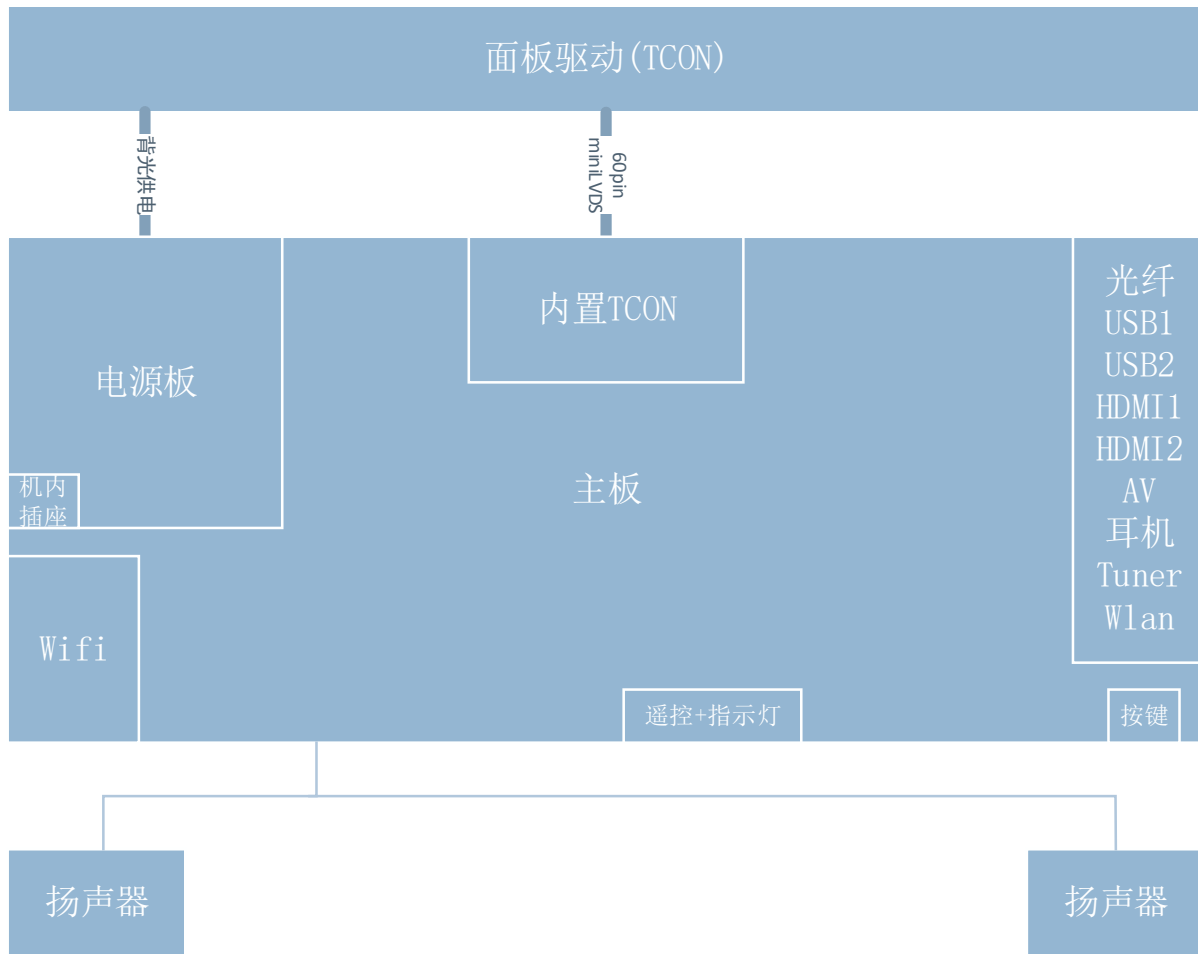 面板驱动(TCON)
背光供电
60pin
miniLVDS
电源板
内置TCON
光纤
USB1
USB2
HDMI1
HDMI2
AV
耳机
Tuner
Wlan
主板
机内
插座
Wifi
遥控+指示灯
按键
扬声器
扬声器